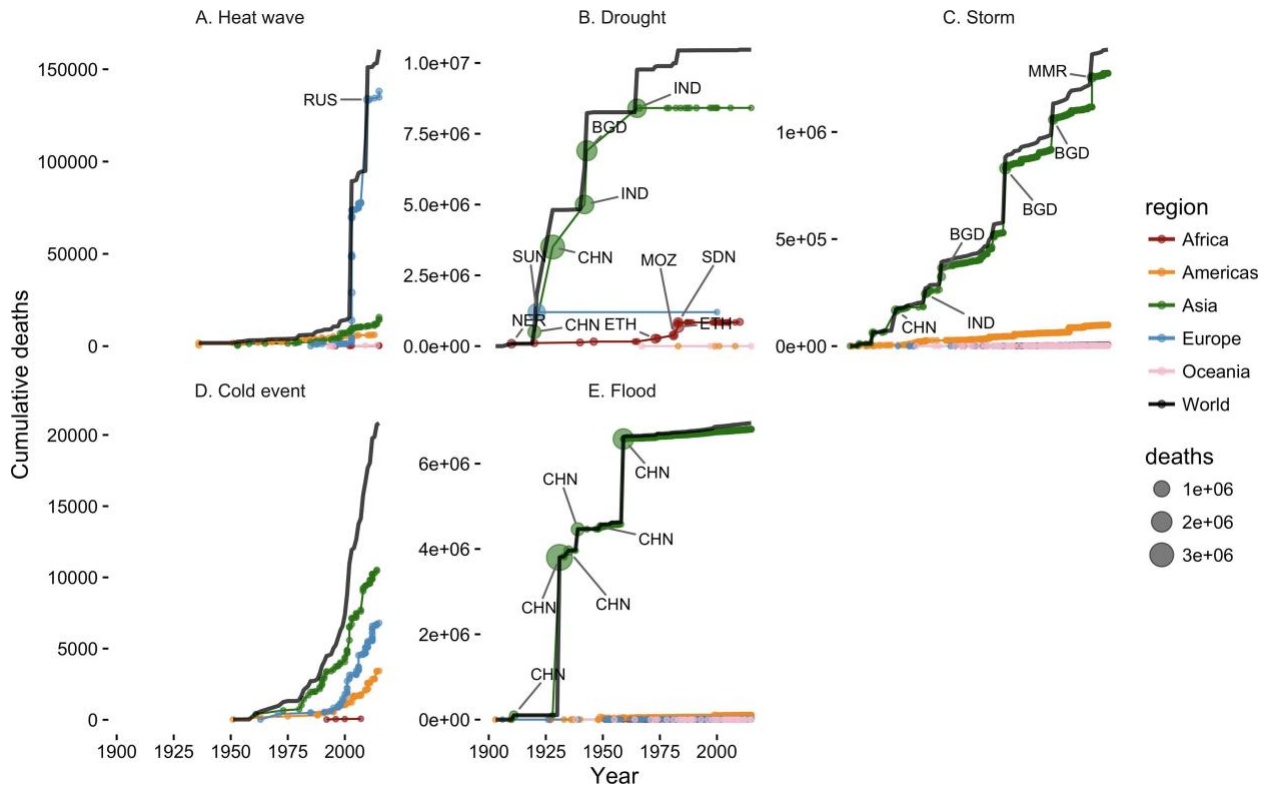 A. Heat wave
B. Drought
C. Storm
150000
100000
50000
0
RUS
1.0e+07
7.5e+06
5.0e+06
2.5e+06
0.0e+00
IND
BGD
IND
CHN
SUN
NER
CHN
ETH
MOZ
SDN
ETH
1e+06
5e+05
0e+00
MMR
BGD
BGD
BGD
IND
CHN
Cumulative deaths
D. Cold event
E. Flood
20000
15000
10000
5000
0
6e+06
4e+06
2e+06
0e+00
CHN
CHN
CHN
CHN
CHN
CHN
1900 1925 1950 1975 2000
1900 1925 1950 1975 2000
Year
region
Africa
Americas
Asia
Europe
Oceania
World
deaths
1e+06
2e+06
3e+06